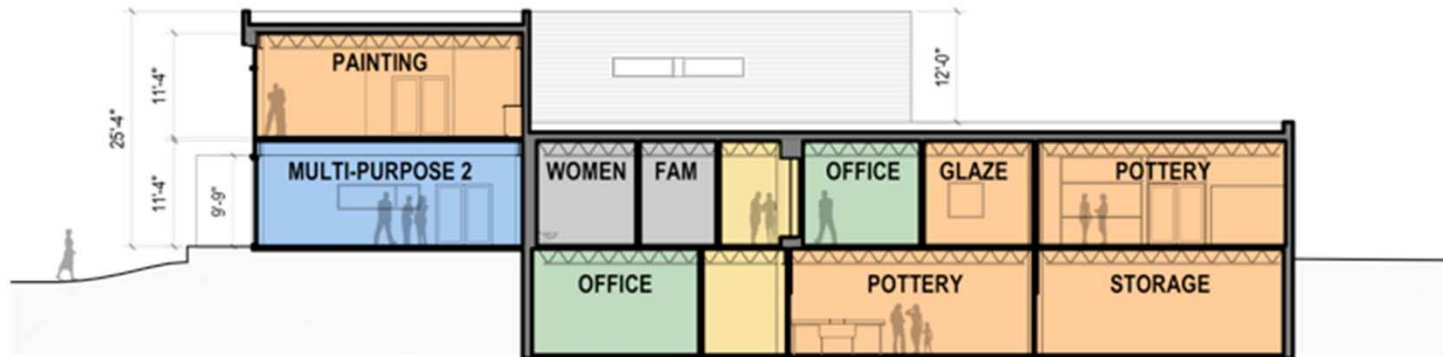 PAINTING
12'-0"
11'-4"
25'-4"
MULTI-PURPOSE 2
WOMEN
FAM
OFFICE
GLAZE
POTTERY
11'-4"
9'-9"
OFFICE
POTTERY
STORAGE